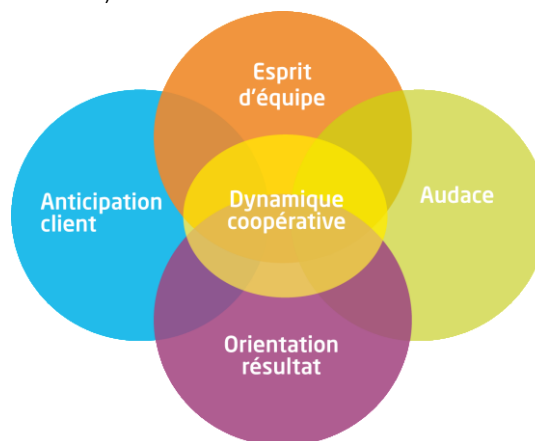 Esprit
d'équipe
Anticipation
client
Dynamique
coopérative
Audace
Orientation
résultat